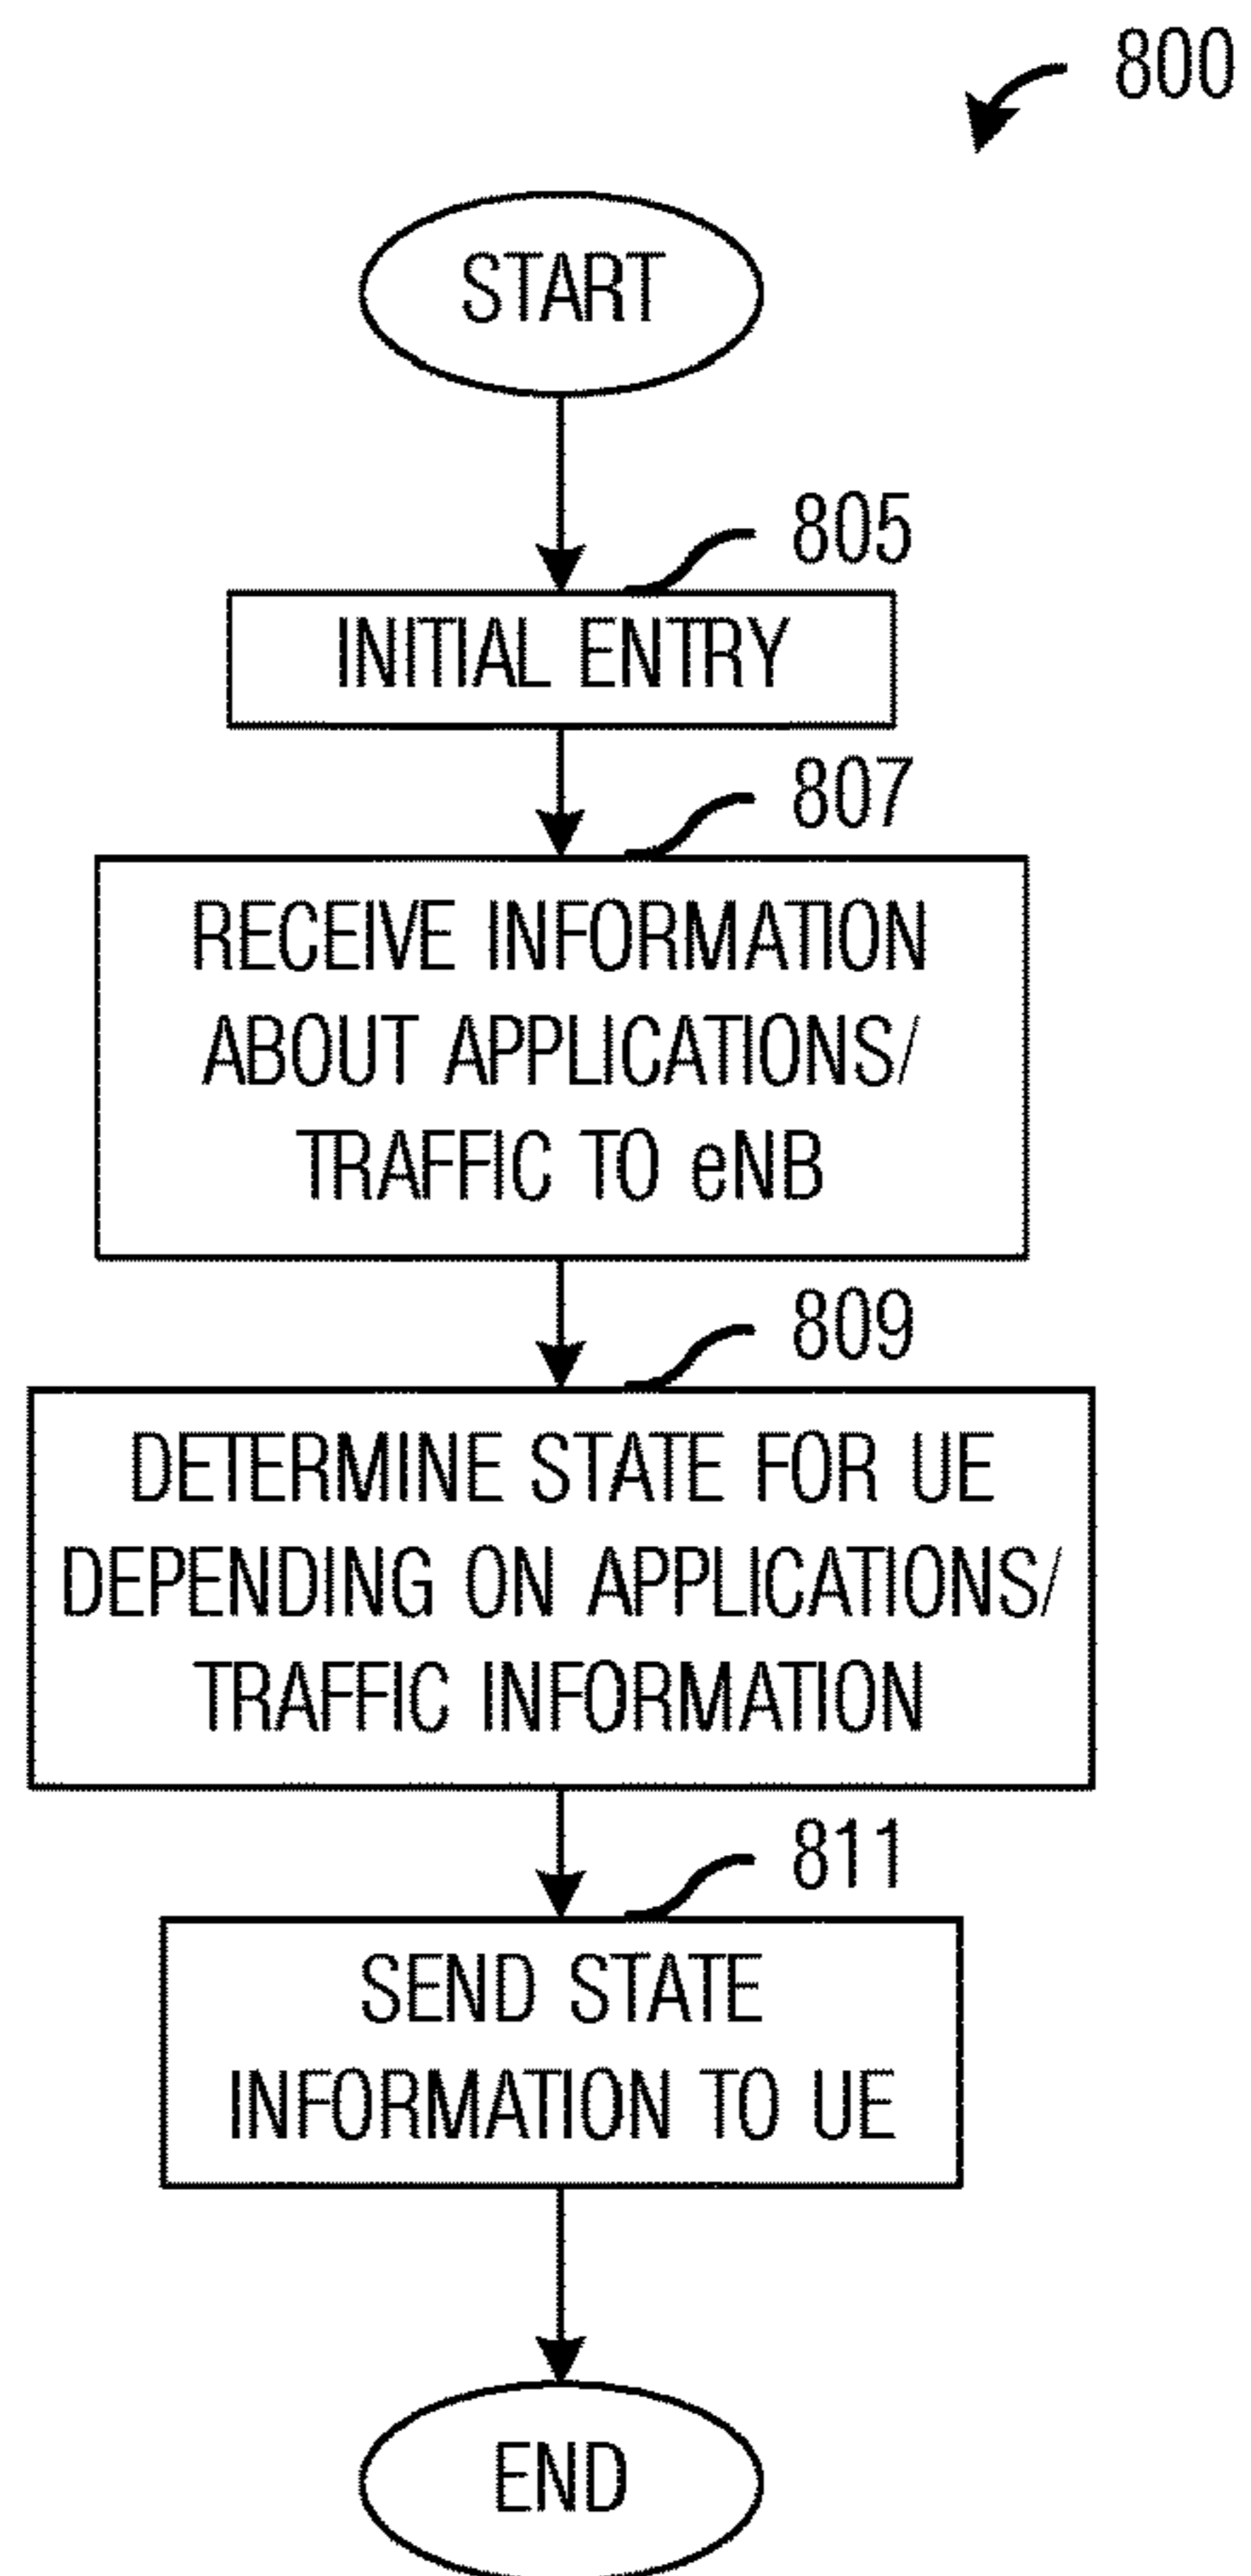 800
START
805
INITIAL ENTRY
807
RECEIVE INFORMATION
ABOUT APPLICATIONS/
TRAFFIC TO eNB
809
DETERMINE STATE FOR UE
DEPENDING ON APPLICATIONS/
TRAFFIC INFORMATION
811
SEND STATE
INFORMATION TO UE
END